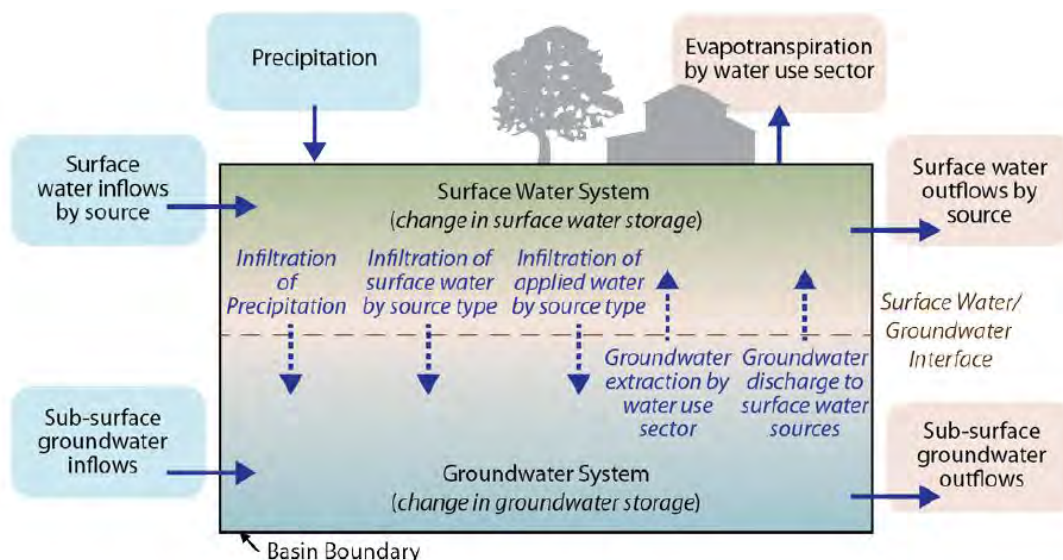 Precipitation
Evapotranspiration
by water use sector
Surface
water inflows
by source
Surface Water System
(change in surface water storage)
Surface water
outflows by
source
Infiltration
of
Precipitation
Infiltration of
surface water
by source type
Infiltration of
applied water
by source type
Surface Water/
Groundwater
Interface
Groundwater
extraction by
water use
sector
Groundwater
discharge to
surface water
sources
Sub-surface
groundwater
inflows
Groundwater System
(change in groundwater storage)
Sub-surface
groundwater
outflows
Basin Boundary